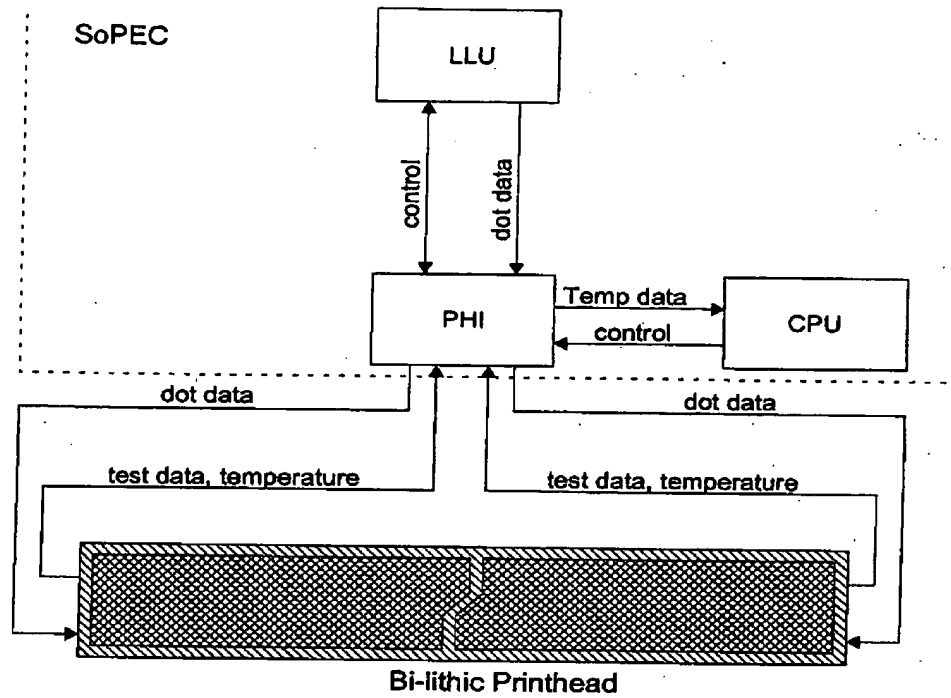 SoPEC
LLU
control
dot data
PHI
Temp data
control
CPU
dot data
dot data
test data, temperature
test data, temperature
Bi-lithic Printhead